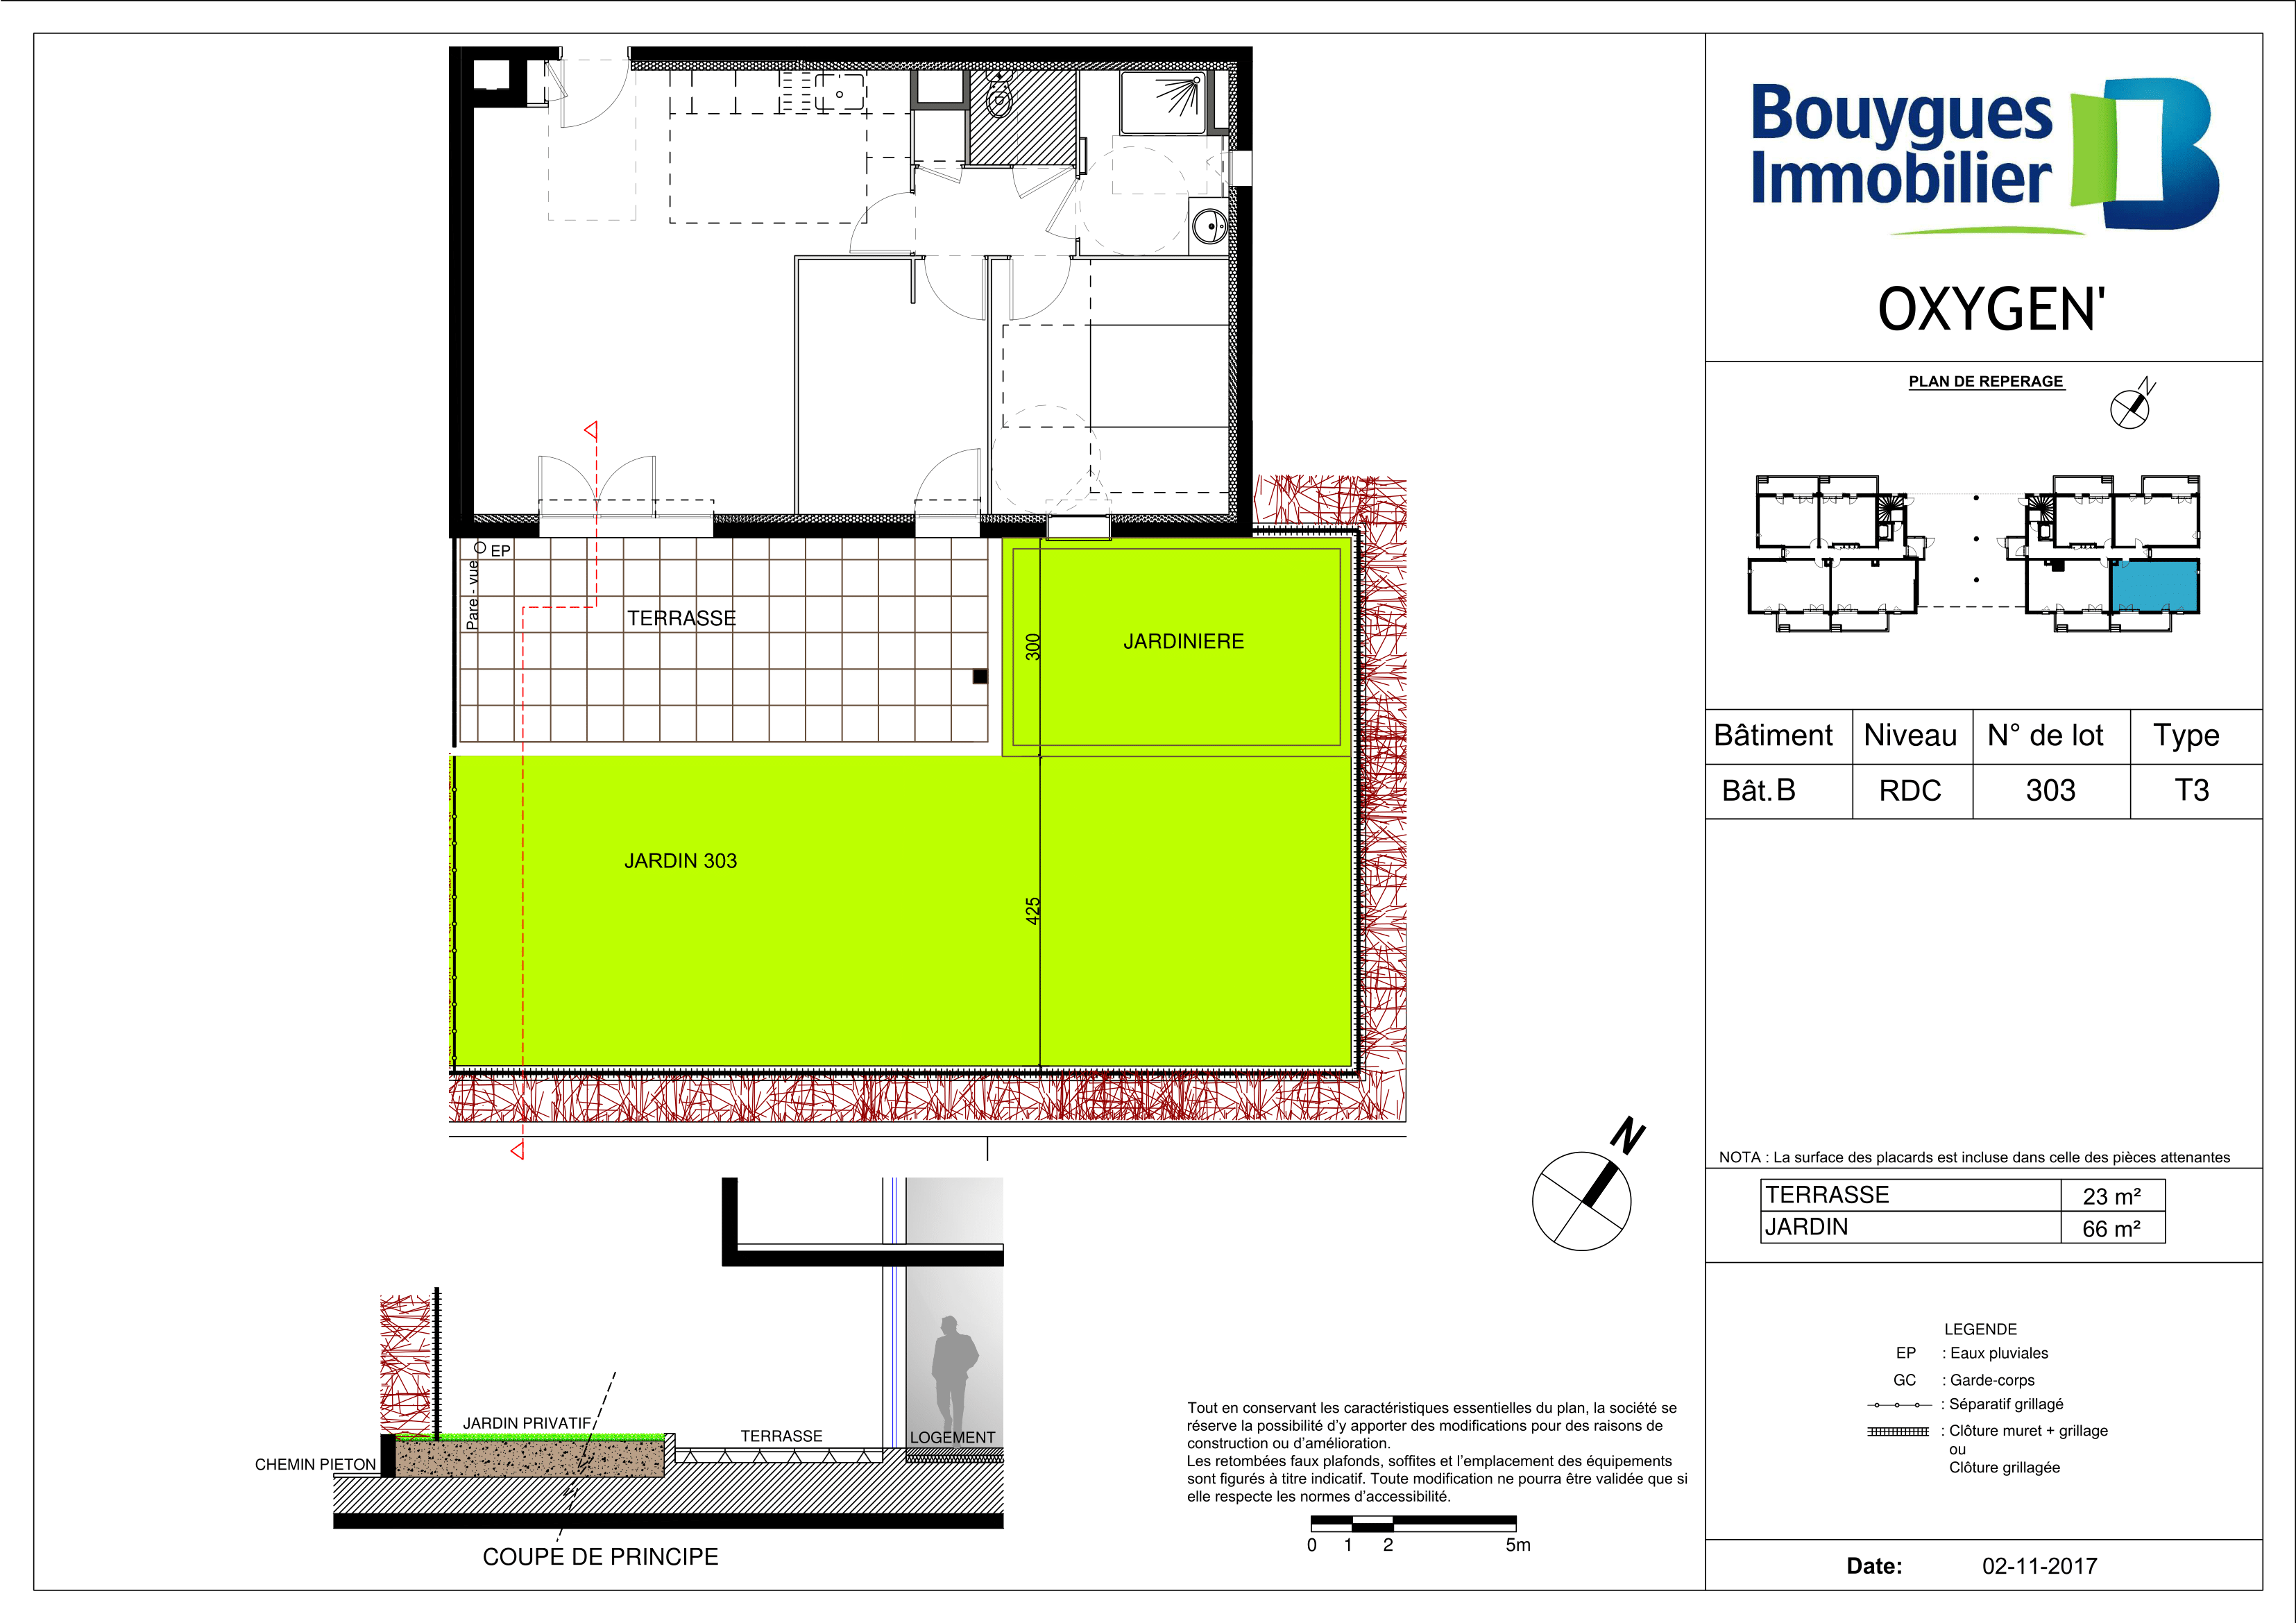 EP
Pare - vue
TERRASSE
300
JARDINIERE
JARDIN 303
425
N
JARDIN PRIVATIF
TERRASSE
LOGEMENT
CHEMIN PIETON
COUPE DE PRINCIPE
Tout en conservant les caractéristiques essentielles du plan, la société se
réserve la possibilité d'y apporter des modifications pour des raisons de
construction ou d'amélioration.
Les retombées faux plafonds, soffites et l'emplacement des équipements
sont figurés à titre indicatif. Toute modification ne pourra être validée que si
elle respecte les normes d'accessibilité.
0 1 2 5m
Bouygues
Immobilier
OXYGEN'
PLAN DE REPERAGE
N
Bâtiment Niveau N° de lot Type
Bât.B RDC 303 T3
NOTA : La surface des placards est incluse dans celle des pièces attenantes
TERRASSE 23 m²
JARDIN 66 m²
LEGENDE
EP : Eaux pluviales
GC : Garde-corps
: Séparatif grillagé
: Clôture muret + grillage
ou
Clôture grillagée
Date: 02-11-2017